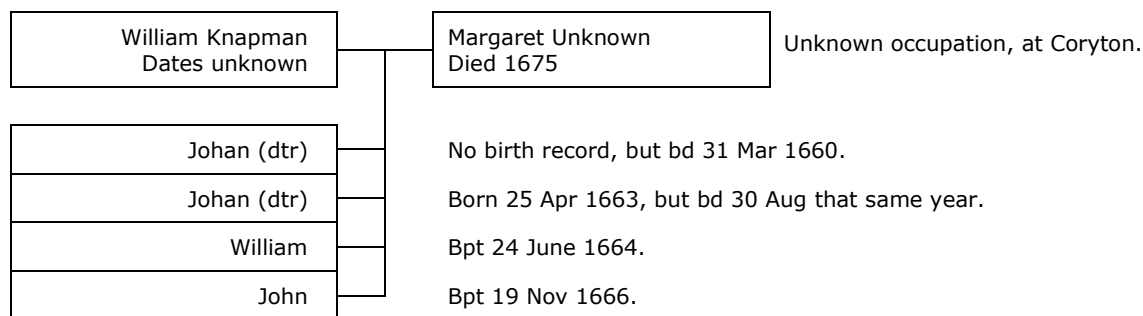 William Knapman
Dates unknown
Margaret Unknown
Died 1675
Unknown occupation, at Coryton.
Johan (dtr)
No birth record, but bd 31 Mar 1660.
Johan (dtr)
Born 25 Apr 1663, but bd 30 Aug that same year.
William
Bpt 24 June 1664.
John
Bpt 19 Nov 1666.